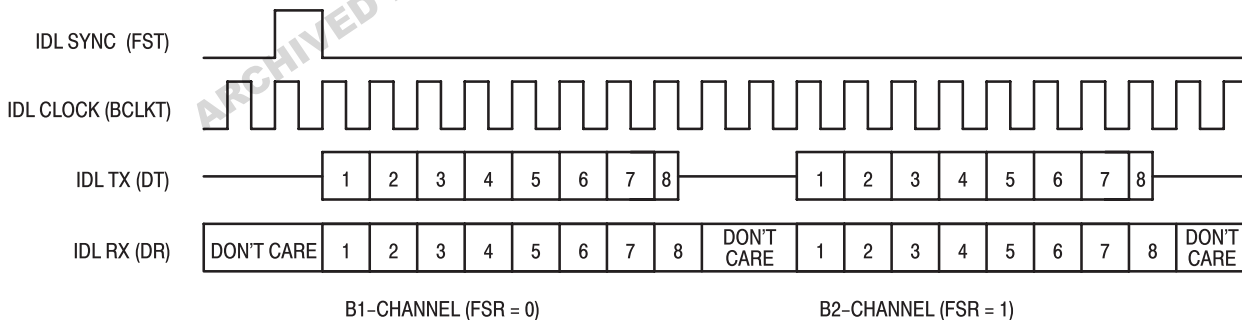 ARCHIVED
IDL SYNC (FST)
IDL CLOCK (BCLKT)
IDL TX (DT) 1 2 3 4 5 6 7 8 1 2 3 4 5 6 7 8
IDL RX (DR) DON'T CARE 1 2 3 4 5 6 7 8 DON'T CARE 1 2 3 4 5 6 7 8 DON'T CARE
B1–CHANNEL (FSR = 0) B2–CHANNEL (FSR = 1)